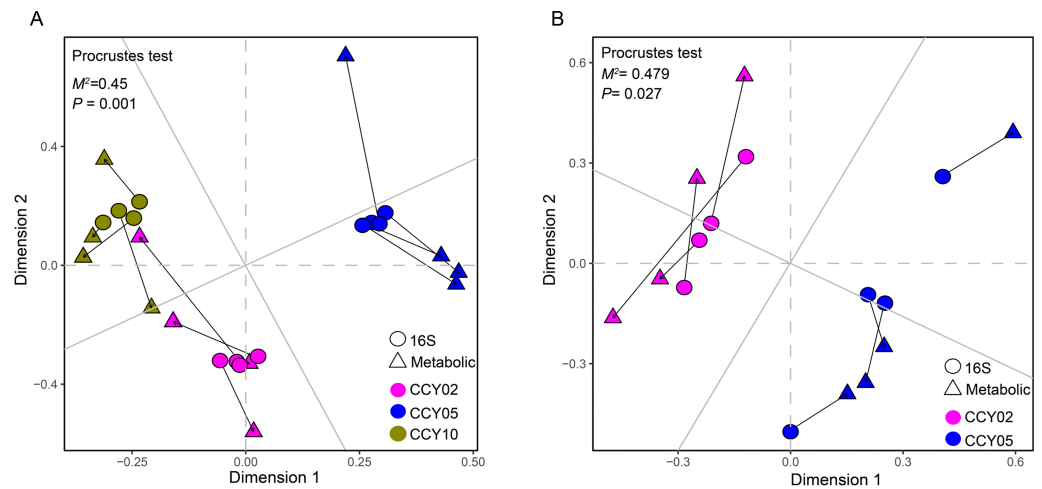 A
Procrustes test
M²=0.45
P = 0.001
Dimension 2
0.4
0.0
−0.4
−0.25
0.00
0.25
0.50
Dimension 1
16S
Metabolic
CCY02
CCY05
CCY10
B
Procrustes test
M²= 0.479
P= 0.027
Dimension 2
0.6
0.3
0.0
−0.3
−0.3
0.0
0.3
0.6
Dimension 1
16S
Metabolic
CCY02
CCY05